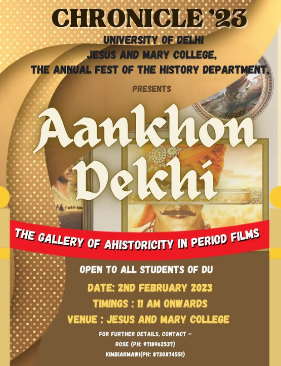 CHRONICLE '23
UNIVERSITY OF DELHI
JESUS AND MARY COLLEGE,
THE ANNUAL FEST OF THE HISTORY DEPARTMENT,
PRESENTS
Aankhon
Dekhi
THE GALLERY OF AHISTORICITY IN PERIOD FILMS
OPEN TO ALL STUDENTS OF DU
DATE: 2ND FEBRUARY 2023
TIMINGS : 11 AM ONWARDS
VENUE : JESUS AND MARY COLLEGE
FOR FURTHER DETAILS, CONTACT -
ROSE (PH: 9718962537)
KIMBIAKMAWI(PH: 8730874551)